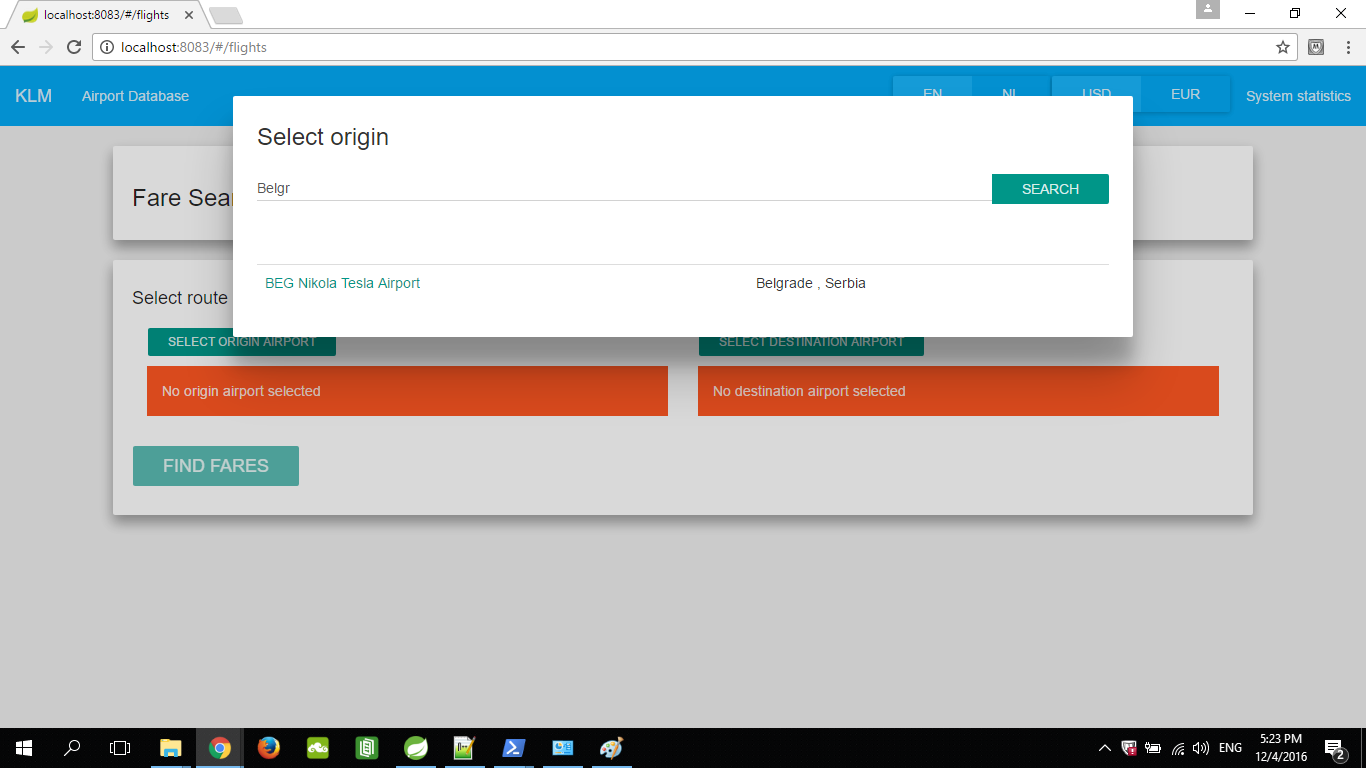 localhost:8083/#/flights
localhost:8083/#/flights
KLM Airport Database EN NL USD EUR System statistics
Select origin
Belgr SEARCH
Fare Sear
BEG Nikola Tesla Airport Belgrade , Serbia
Select route
SELECT ORIGIN AIRPORT SELECT DESTINATION AIRPORT
No origin airport selected No destination airport selected
FIND FARES
ENG 5:23 PM
12/4/2016 2